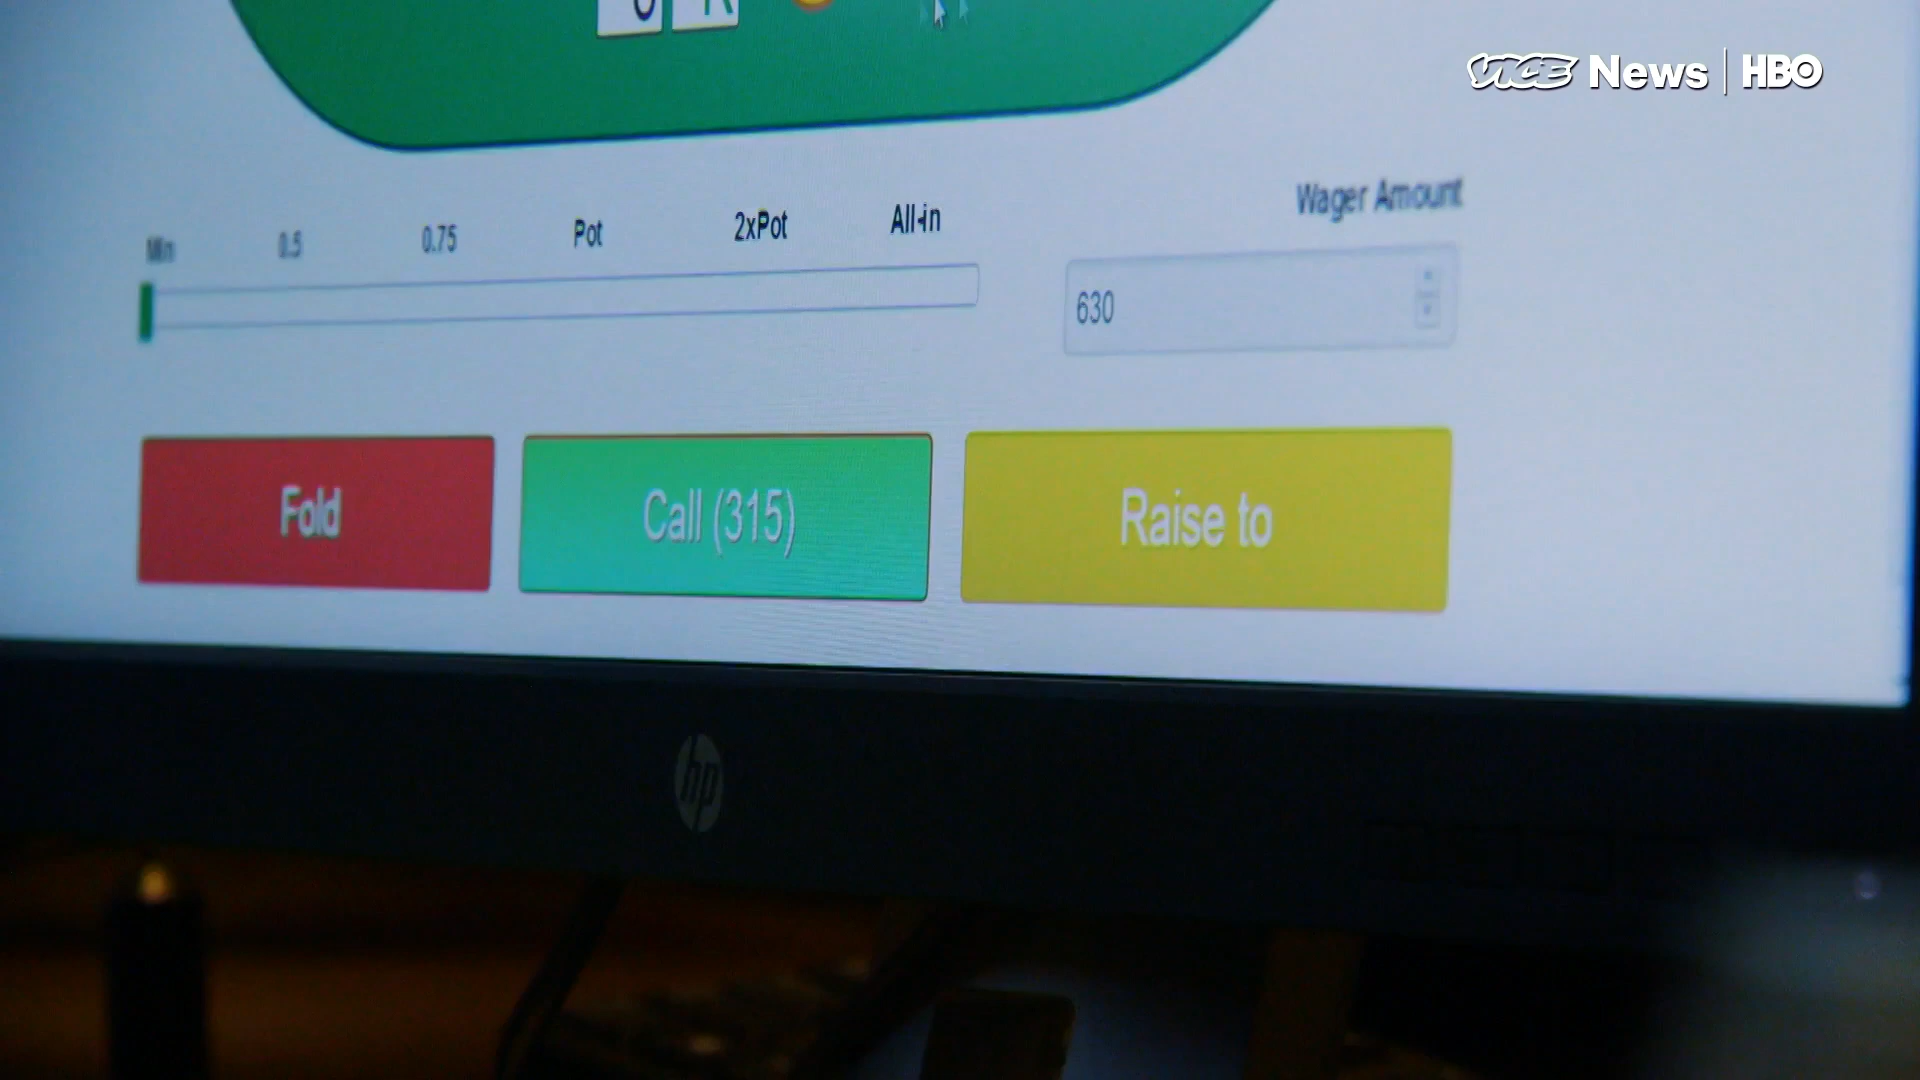 VICE News | HBO
Wager Amount
Min 0.5 0.75 Pot 2xPot All-in
630
Fold Call (315) Raise to
hp